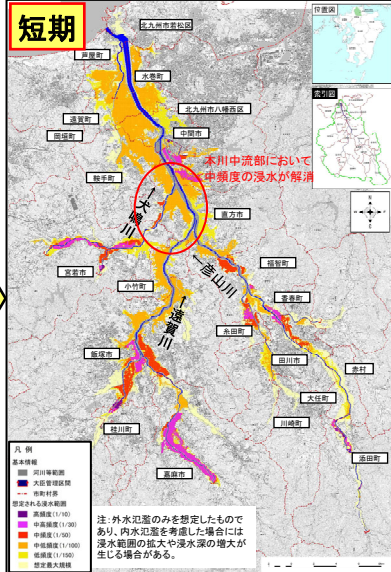 短期
位置図
索引図
北九州市若松区
芦屋町
水巻町
遠賀町
北九州市八幡西区
岡垣町
中間市
本川中流部において
中頻度の浸水が解消
鞍手町
←犬鳴川
直方市
宮若市
←彦山川
福智町
小竹町
香春町
←遠賀川
糸田町
飯塚市
田川市
赤村
大任町
桂川町
川崎町
添田町
嘉麻市
凡 例
基本情報
河川等範囲
大臣管理区間
市町村界
想定される浸水範囲
高頻度(1/10)
中高頻度(1/30)
中頻度(1/50)
中低頻度(1/100)
低頻度(1/150)
想定最大規模
注:外水氾濫のみを想定したもので
あり、内水氾濫を考慮した場合には
浸水範囲の拡大や浸水深の増大が
生じる場合がある。